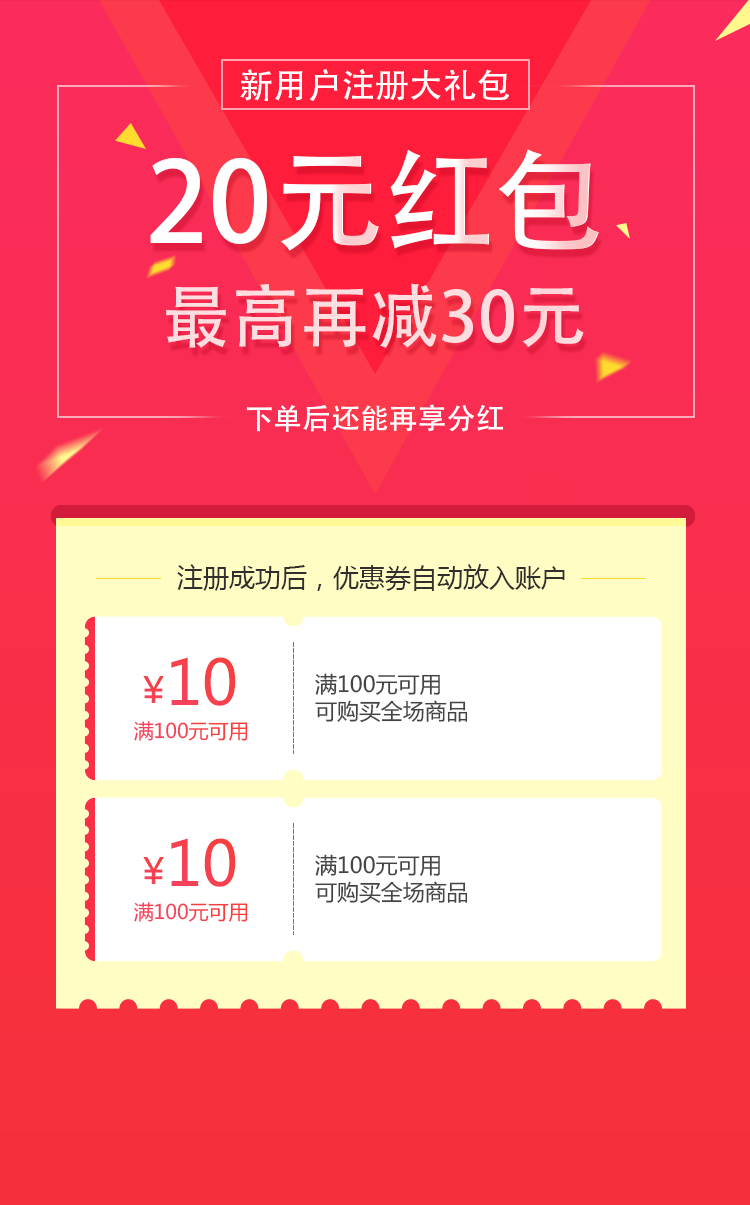 新用户注册大礼包
20元红包
最高再减30元
下单后还能再享分红
注册成功后，优惠券自动放入账户
¥10
满100元可用
满100元可用
可购买全场商品
¥10
满100元可用
满100元可用
可购买全场商品